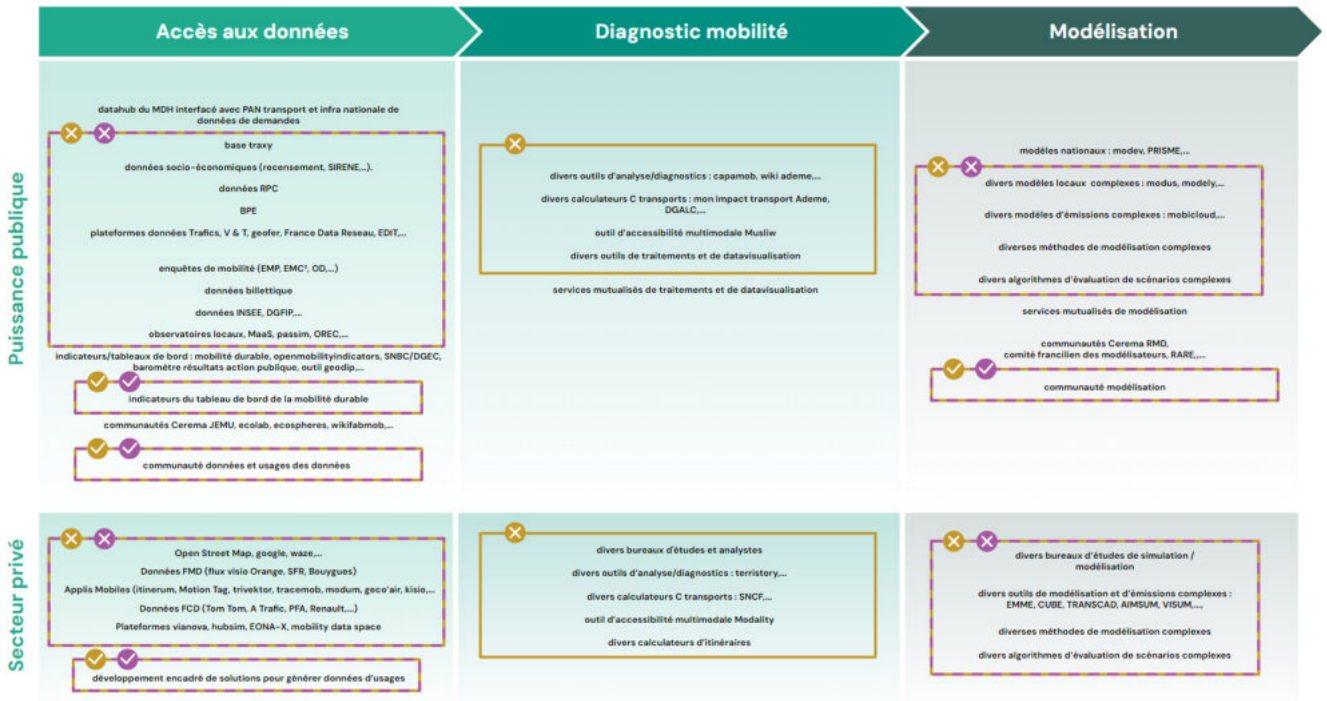 Accès aux données
Diagnostic mobilité
Modélisation
Puissance publique
datahub du MDH interfacé avec PAN transport et infra nationale de
données de demandes
base traxy
données socio-économiques (recensement, SIRENE,..).
données RPC
BPE
plateformes données Trafics, V & T, geofer, France Data Reseau, EDIT,...
enquêtes de mobilité (EMP, EMC², OD,...)
données billettique
données INSEE, DGFIP,...
observatoires locaux, MaaS, passim, OREC,...
indicateurs/tableaux de bord : mobilité durable, openmobilityindicators, SNBC/DGEC,
baromètre résultats action publique, outil geodip,...
indicateurs du tableau de bord de la mobilité durable
communautés Cerema JEMU, ecolab, ecospheres, wikifabmob,...
communauté données et usages des données
divers outils d'analyse/diagnostics : capamob, wiki ademe,...
divers calculateurs C transports : mon impact transport Ademe,
DGALC,...
outil d'accessibilité multimodale Musliw
divers outils de traitements et de datavisualisation
services mutualisés de traitements et de datavisualisation
modèles nationaux : modev, PRISME,...
divers modèles locaux complexes : modus, modely,...
divers modèles d'émissions complexes : mobicloud,...
diverses méthodes de modélisation complexes
divers algorithmes d'évaluation de scénarios complexes
services mutualisés de modélisation
communautés Cerema RMD,
comité francilien des modélisateurs, RARE,,...
communauté modélisation
Secteur privé
Open Street Map, google, waze,...
Données FMD (flux visio Orange, SFR, Bouygues)
Applis Mobiles (itinerum, Motion Tag, trivektor, tracemob, modum, geco'air, kisio,...
Données FCD (Tom Tom, A Trafic, PFA, Renault,...)
Plateformes vianova, hubsim, EONA-X, mobility data space
développement encadré de solutions pour générer données d'usages
divers bureaux d'études et analystes
divers outils d'analyse/diagnostics : terristory,...
divers calculateurs C transports : SNCF,...
outil d'accessibilité multimodale Modality
divers calculateurs d'itinéraires
divers bureaux d'études de simulation /
modélisation
divers outils de modélisation et d'émissions complexes :
EMME, CUBE, TRANSCAD, AIMSUM, VISUM,...,
diverses méthodes de modélisation complexes
divers algorithmes d'évaluation de scénarios complexes